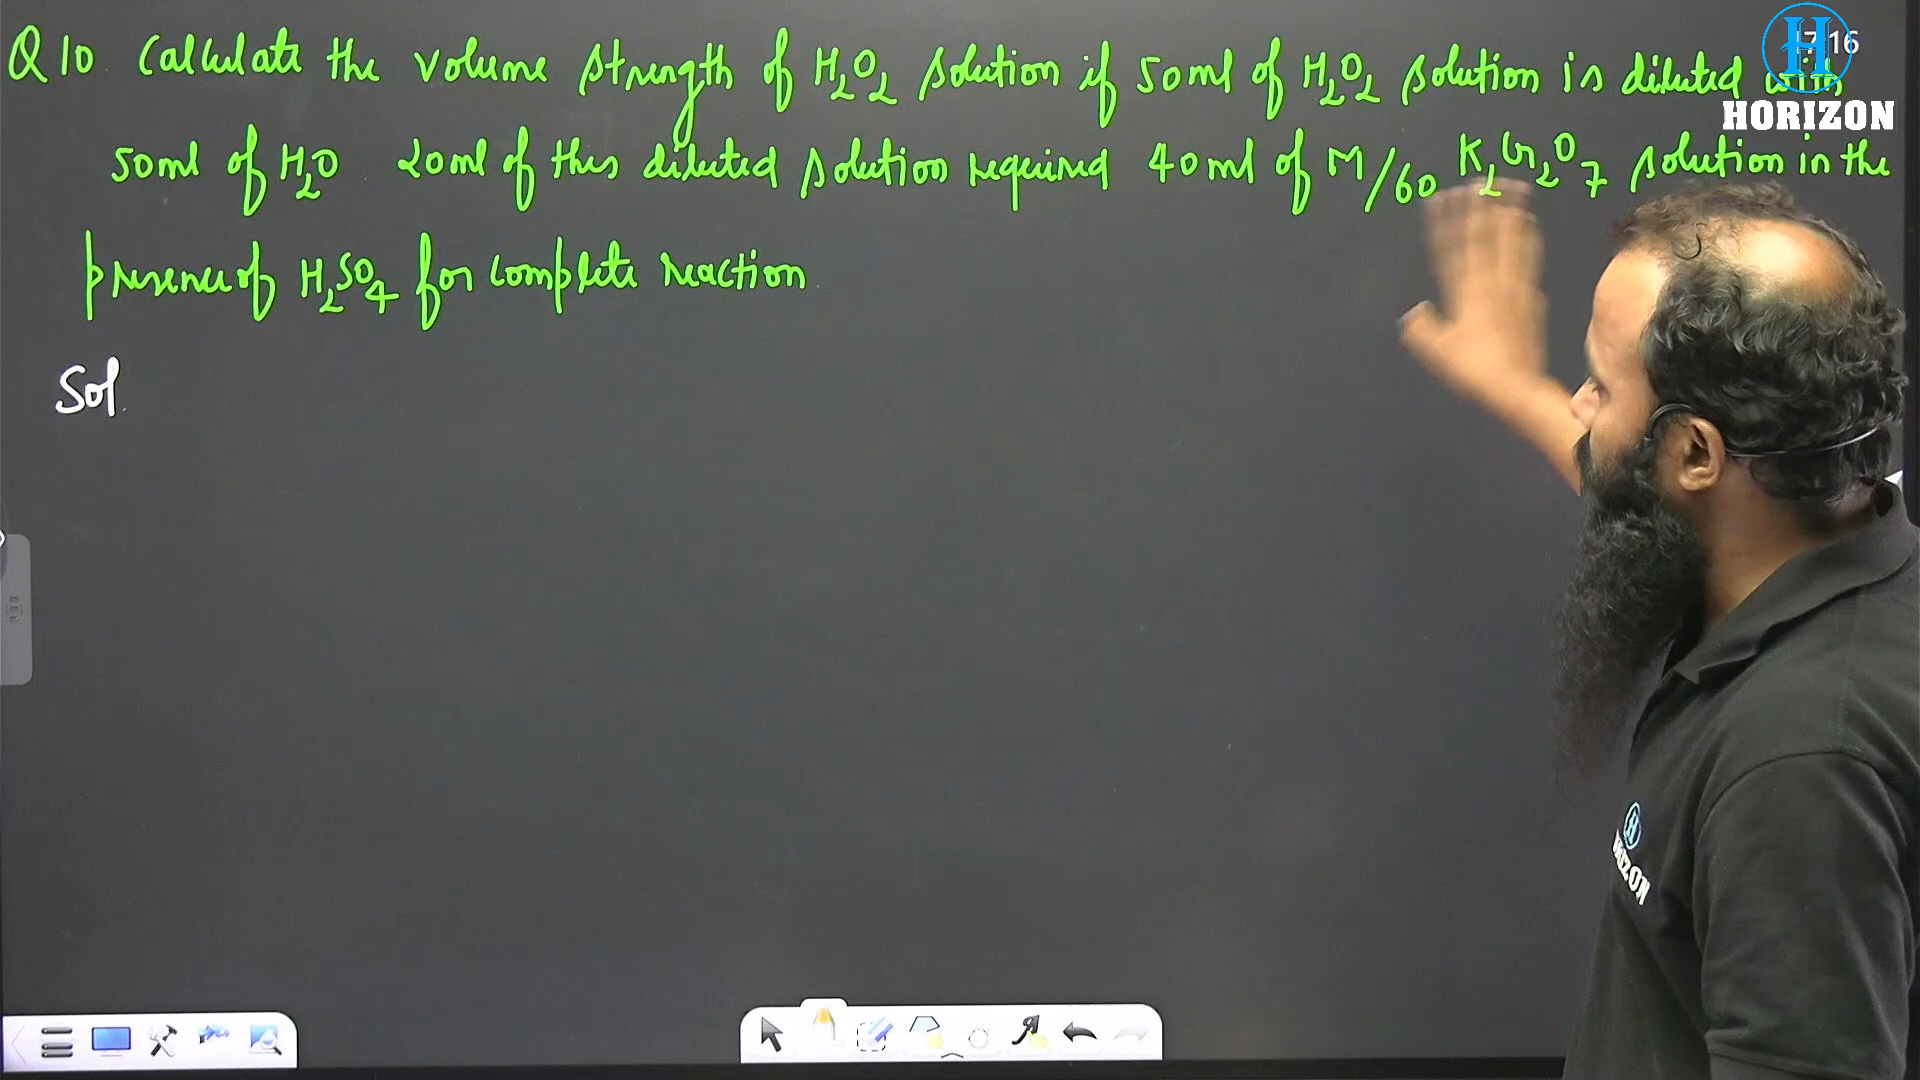 Q10 Calculate the volume strength of H₂O₂ solution if 50ml of H₂O₂ solution is diluted with
50ml of H₂O 20ml of this diluted solution required 40ml of M/60 K₂Cr₂O₇ solution in the
presence of H₂SO₄ for complete reaction
Sol.
HORIZON
HORIZON